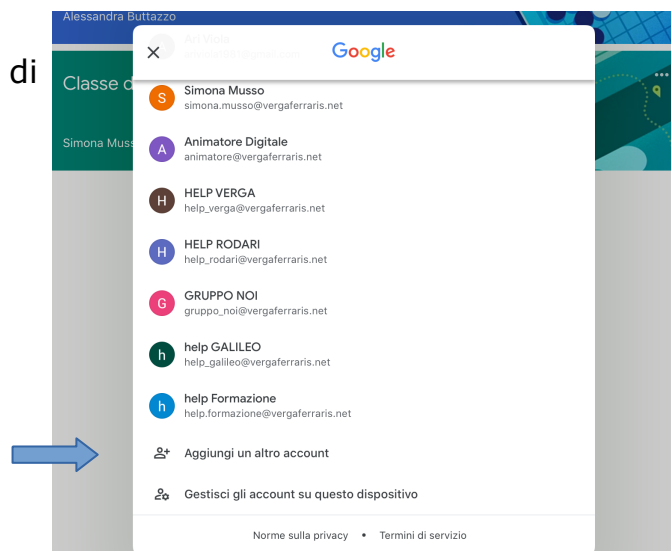 Alessandra Buttazzo
Ari Viola
Google
di
Classe d
Simona Muss
S
Simona Musso
simona.musso@vergaferraris.net
A
Animatore Digitale
animatore@vergaferraris.net
H
HELP VERGA
help_verga@vergaferraris.net
H
HELP RODARI
help_rodari@vergaferraris.net
G
GRUPPO NOI
gruppo_noi@vergaferraris.net
h
help GALILEO
help_galileo@vergaferraris.net
h
help Formazione
help.formazione@vergaferraris.net
Aggiungi un altro account
Gestisci gli account su questo dispositivo
Norme sulla privacy • Termini di servizio